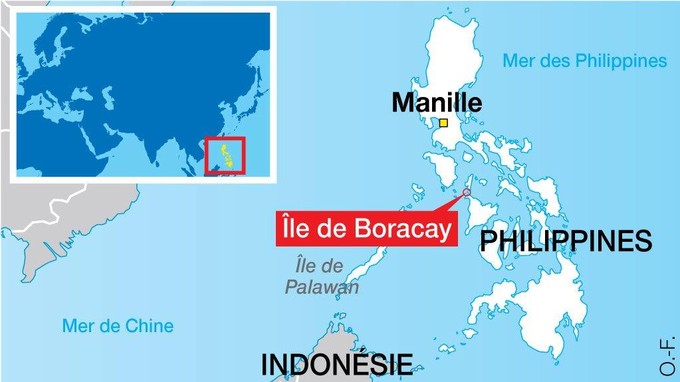 Mer des Philippines
Manille
Île de Boracay
PHILIPPINES
Île de
Palawan
Mer de Chine
INDONÉSIE
O.-F.